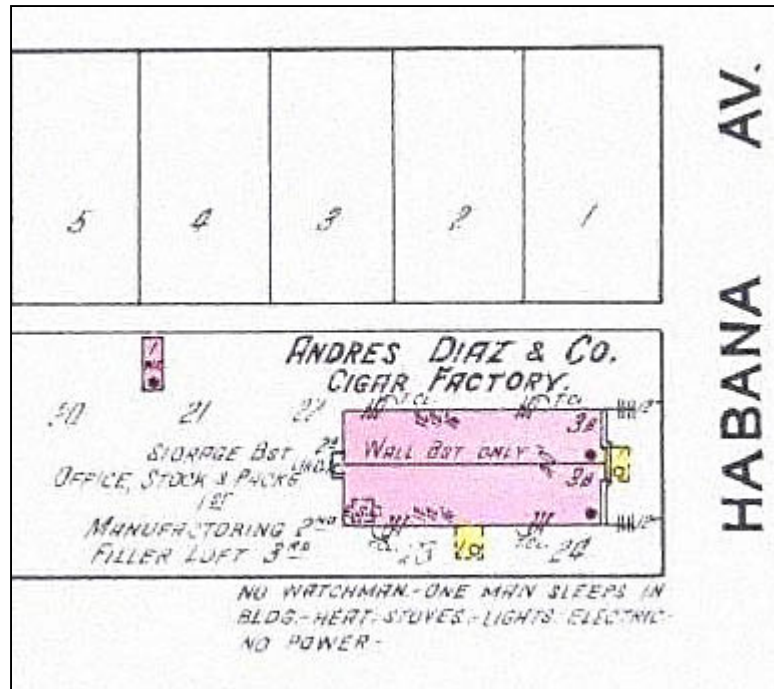 HABANA AV.
5 4 3 2 1
ANDRES DIAZ & CO.
CIGAR FACTORY.
1
20 21 22
STORAGE BST
WALL BST ONLY
3B
OFFICE, STOCK & PACKG
1ST
3B
MANUFACTORING 2ND
FILLER LOFT 3RD
23 24
NO WATCHMAN.-ONE MAN SLEEPS IN
BLDG.-HEAT: STOVES.-LIGHTS: ELECTRIC-
NO POWER-